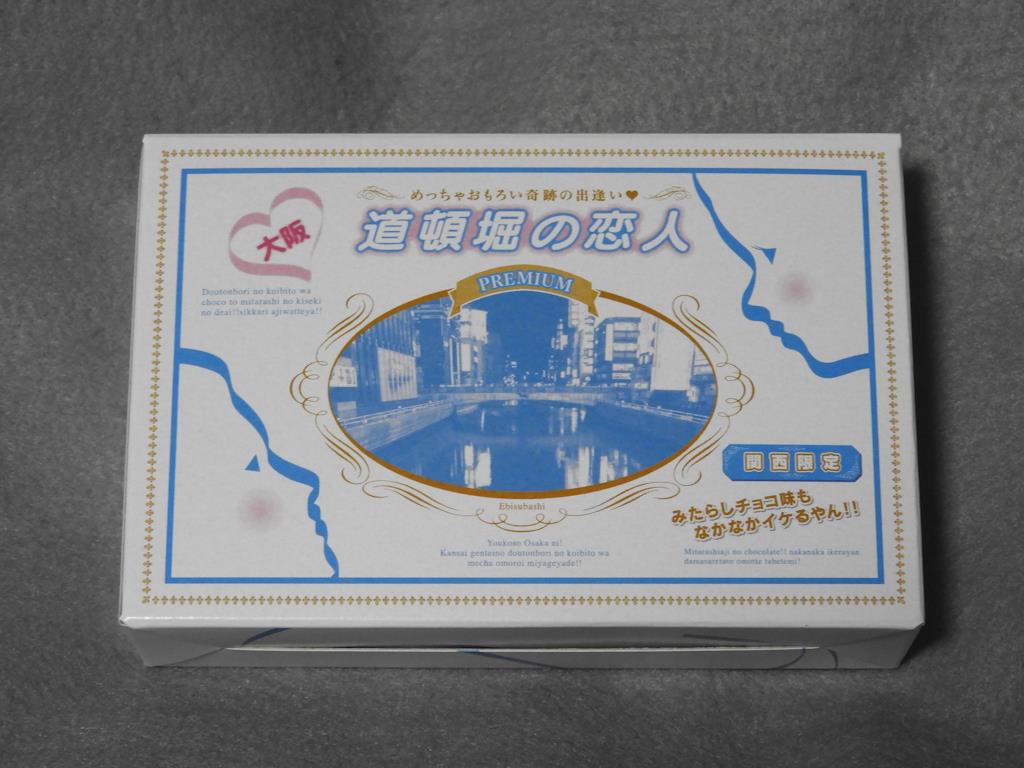 めっちゃおもろい奇跡の出逢い♥
道頓堀の恋人
大阪
Doutonbori no koibito wa
choco to mitarashi no kiseki
no deai!!sikkari ajiwatteya!!
PREMIUM
Ebisubashi
関西限定
みたらしチョコ味も
なかなかイケるやん!!
Youkoso Osaka ni!
Kansai genteino doutonbori no koibito wa
mecha omoroi miyageyade!!
Mitarashiaji no chocolate!! nakanaka ikeruyan
damasaretato omotte tabetemi!